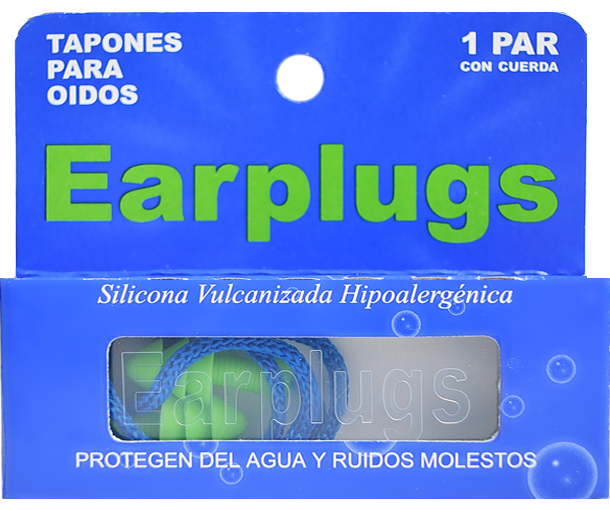 TAPONES
PARA
OIDOS
1 PAR
CON CUERDA
Earplugs
Silicona Vulcanizada Hipoalergénica
Earplugs
PROTEGEN DEL AGUA Y RUIDOS MOLESTOS